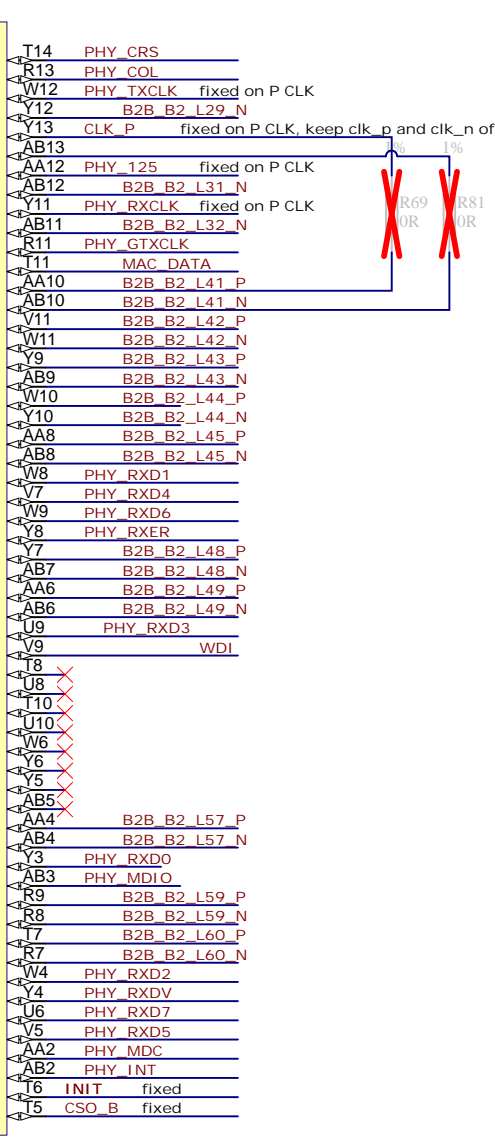 T14 PHY_CRS
R13 PHY_COL
W12 PHY_TXCLK fixed on P CLK
Y12 B2B_B2_L29_N
Y13 CLK_P fixed on P CLK, keep clk_p and clk_n of
AB13 1% 1%
AA12 PHY_125 fixed on P CLK
AB12 B2B_B2_L31_N
Y11 PHY_RXCLK fixed on P CLK R69 R81
AB11 B2B_B2_L32_N 0R 0R
R11 PHY_GTXCLK
T11 MAC_DATA
AA10 B2B_B2_L41_P
AB10 B2B_B2_L41_N
V11 B2B_B2_L42_P
W11 B2B_B2_L42_N
Y9 B2B_B2_L43_P
AB9 B2B_B2_L43_N
W10 B2B_B2_L44_P
Y10 B2B_B2_L44_N
AA8 B2B_B2_L45_P
AB8 B2B_B2_L45_N
W8 PHY_RXD1
V7 PHY_RXD4
W9 PHY_RXD6
Y8 PHY_RXER
Y7 B2B_B2_L48_P
AB7 B2B_B2_L48_N
AA6 B2B_B2_L49_P
AB6 B2B_B2_L49_N
U9 PHY_RXD3
V9 WDI
T8
U8
T10
U10
W6
Y6
Y5
AB5
AA4 B2B_B2_L57_P
AB4 B2B_B2_L57_N
Y3 PHY_RXD0
AB3 PHY_MDIO
R9 B2B_B2_L59_P
R8 B2B_B2_L59_N
T7 B2B_B2_L60_P
R7 B2B_B2_L60_N
W4 PHY_RXD2
Y4 PHY_RXDV
U6 PHY_RXD7
V5 PHY_RXD5
AA2 PHY_MDC
AB2 PHY_INT
T6 INIT fixed
T5 CSO_B fixed